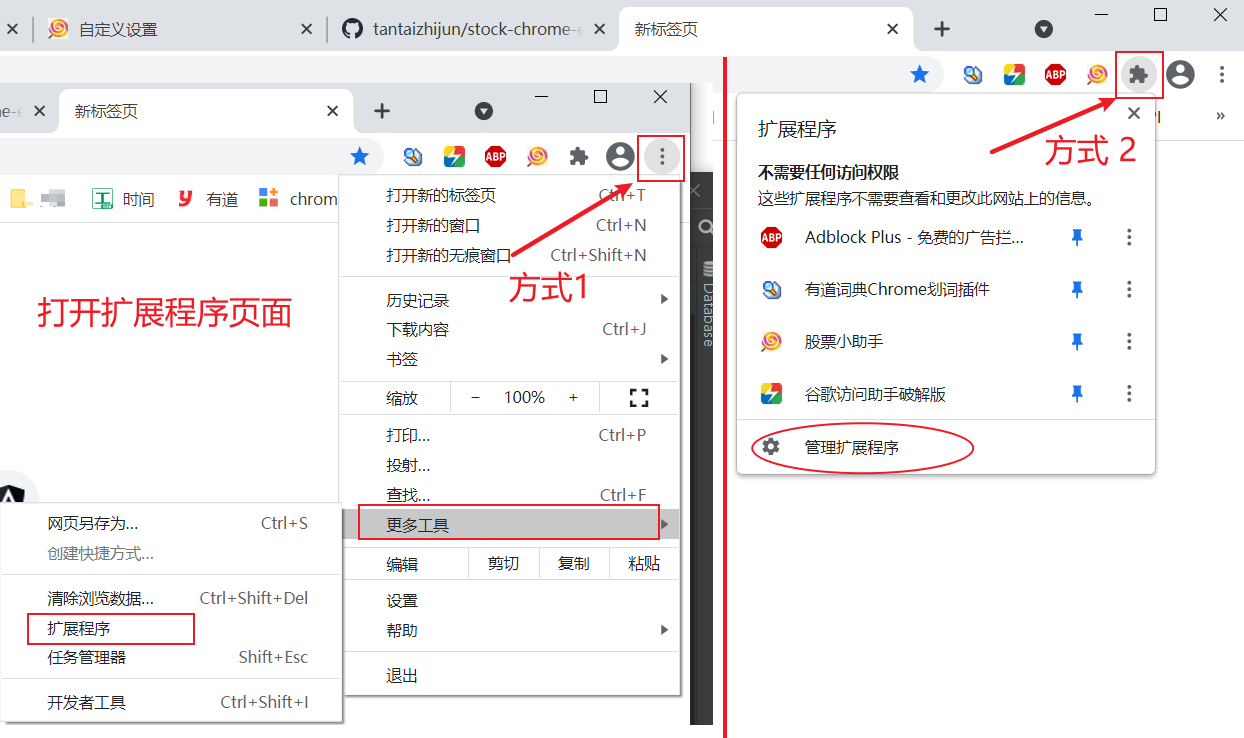 自定义设置
tantaizhijun/stock-chrome-e
新标签页
新标签页
ABP
ABP
时间
有道
chrom
打开新的标签页 Ctrl+T
打开新的窗口 Ctrl+N
打开新的无痕窗口 Ctrl+Shift+N
历史记录
下载内容 Ctrl+J
书签
缩放 − 100% +
打印... Ctrl+P
投射...
查找... Ctrl+F
更多工具
编辑 剪切 复制 粘贴
设置
帮助
退出
方式1
打开扩展程序页面
网页另存为... Ctrl+S
创建快捷方式...
清除浏览数据... Ctrl+Shift+Del
扩展程序
任务管理器 Shift+Esc
开发者工具 Ctrl+Shift+I
Database
扩展程序
方式 2
不需要任何访问权限
这些扩展程序不需要查看和更改此网站上的信息。
ABP Adblock Plus - 免费的广告拦...
有道词典Chrome划词插件
股票小助手
谷歌访问助手破解版
管理扩展程序
»